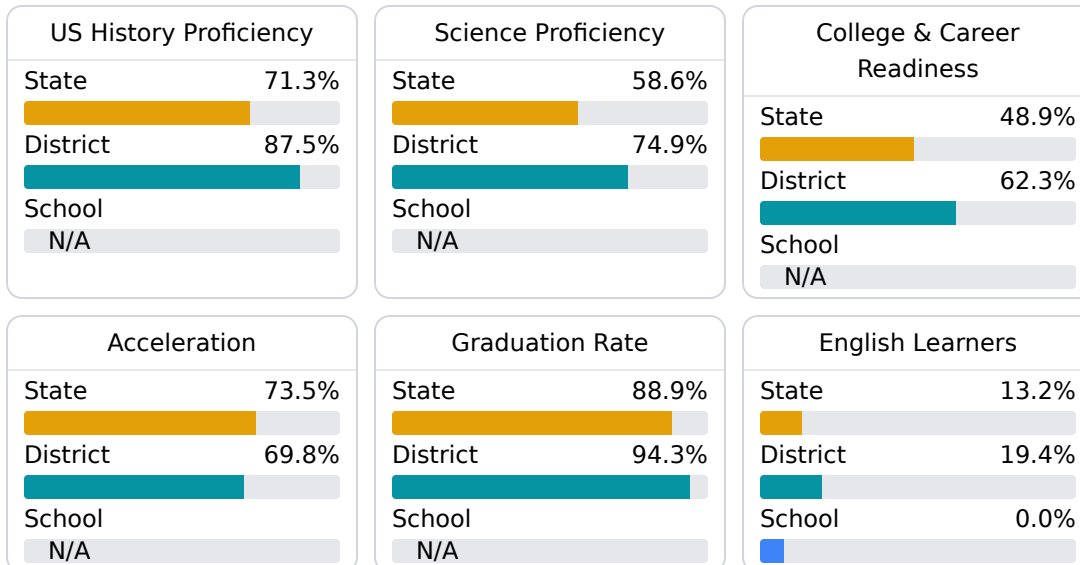 US History Proficiency
State 71.3%
District 87.5%
School
N/A
Science Proficiency
State 58.6%
District 74.9%
School
N/A
College & Career
Readiness
State 48.9%
District 62.3%
School
N/A
Acceleration
State 73.5%
District 69.8%
School
N/A
Graduation Rate
State 88.9%
District 94.3%
School
N/A
English Learners
State 13.2%
District 19.4%
School 0.0%